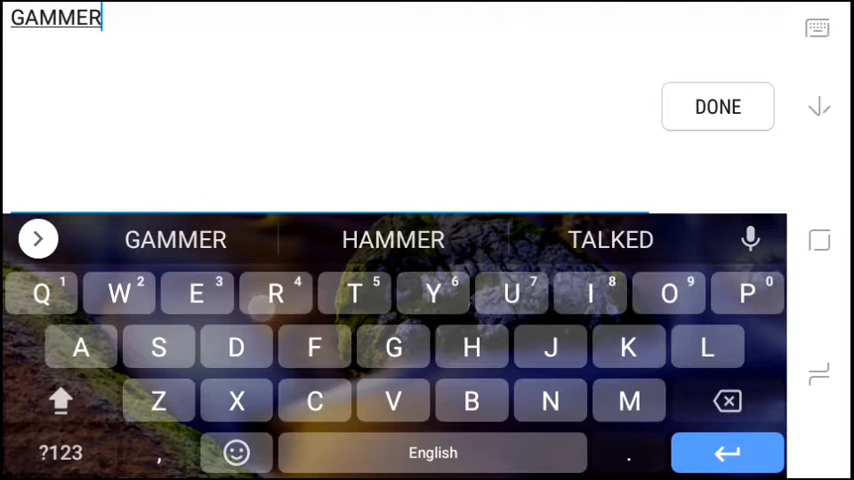 GAMMER
DONE
GAMMER HAMMER TALKED
Q1 W2 E3 R4 T5 Y6 U7 I8 O9 P0
A S D F G H J K L
Z X C V B N M
?123 , English .